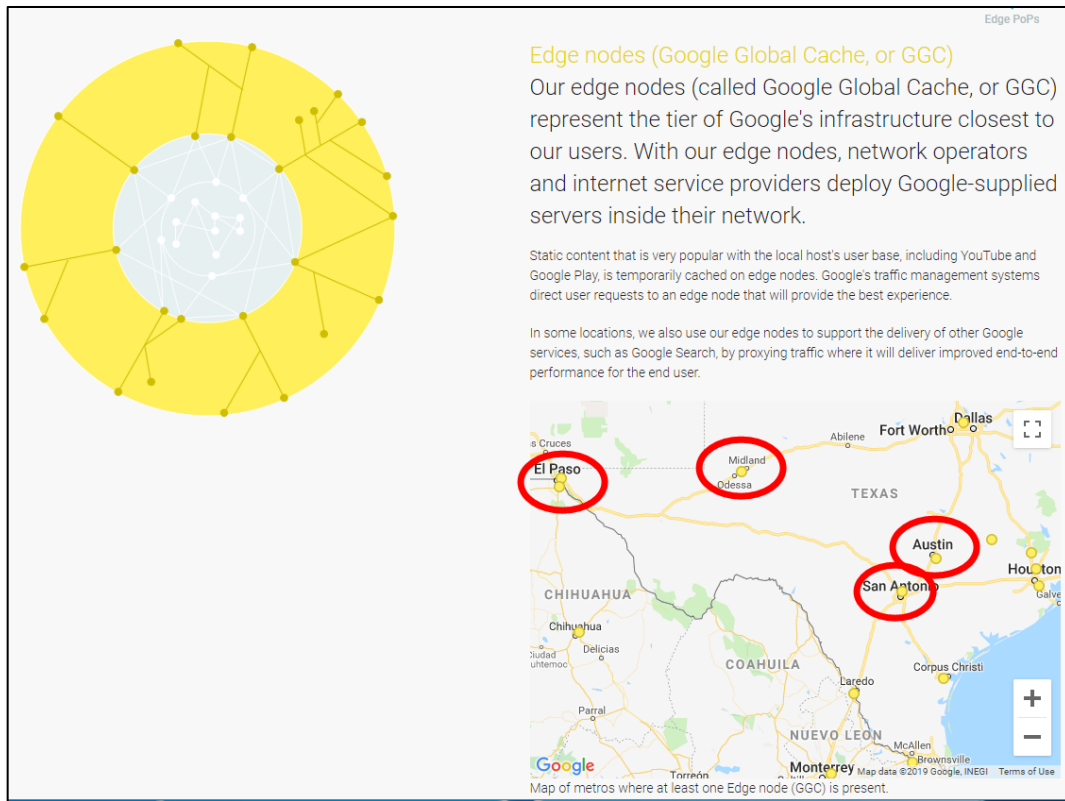 Edge PoPs
Edge nodes (Google Global Cache, or GGC)
Our edge nodes (called Google Global Cache, or GGC)
represent the tier of Google's infrastructure closest to
our users. With our edge nodes, network operators
and internet service providers deploy Google-supplied
servers inside their network.
Static content that is very popular with the local host's user base, including YouTube and
Google Play, is temporarily cached on edge nodes. Google's traffic management systems
direct user requests to an edge node that will provide the best experience.
In some locations, we also use our edge nodes to support the delivery of other Google
services, such as Google Search, by proxying traffic where it will deliver improved end-to-end
performance for the end user.
Dallas
Fort Worth
Abilene
ss Cruces
Midland
El Paso
Odessa
TEXAS
Austin
Houston
San Antonio
Galve
CHIHUAHUA
Chihuahua
Ciudad
uhtemoc
Delicias
COAHUILA
Corpus Christi
Laredo
Parral
NUEVO LEON
McAllen
Brownsville
Google
Monterrey
Torreón
Map data ©2019 Google, INEGI
Terms of Use
Map of metros where at least one Edge node (GGC) is present.